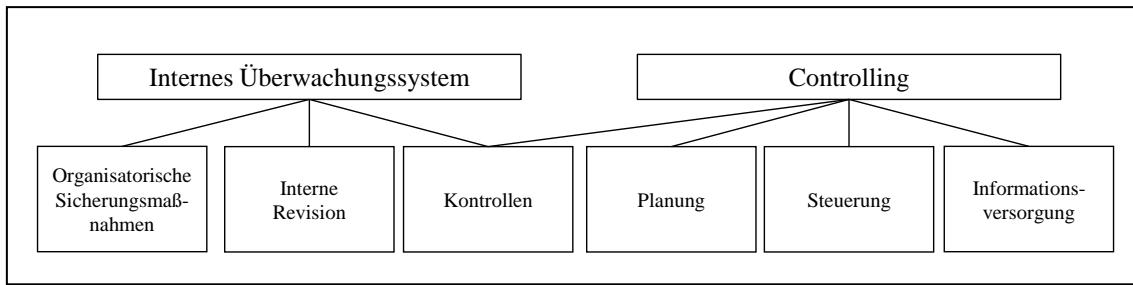 Internes Überwachungssystem
Controlling
Organisatorische
Sicherungsmaß-
nahmen
Interne
Revision
Kontrollen
Planung
Steuerung
Informations-
versorgung